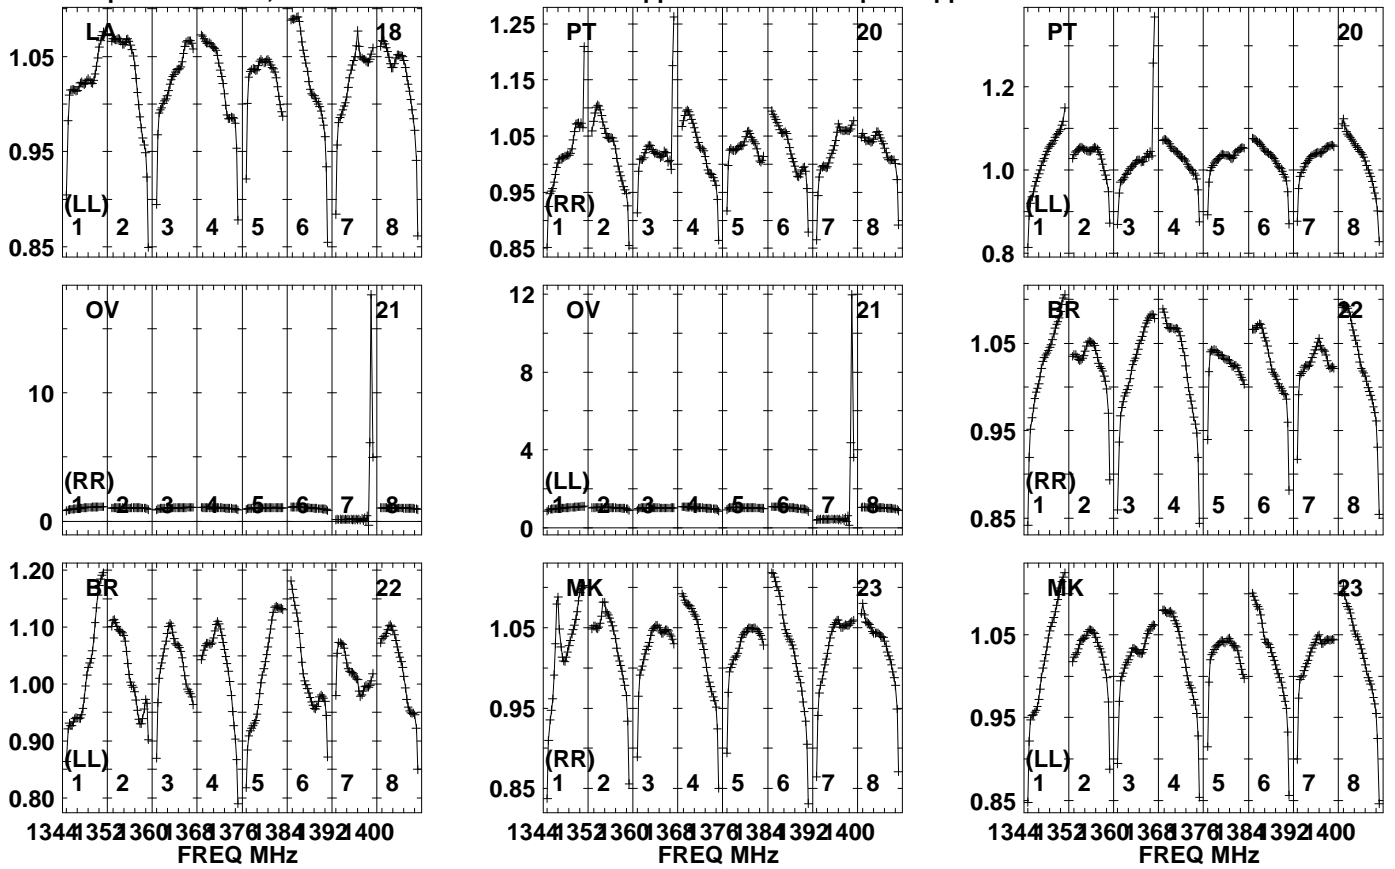 LA 18
1.05
0.95
0.85
(LL)
1 2 3 4 5 6 7 8
PT 20
1.25
1.15
1.05
0.95
0.85
(RR)
1 2 3 4 5 6 7 8
PT 20
1.2
1.0
0.8
(LL)
1 2 3 4 5 6 7 8
OV 21
10
0
(RR)
1 2 3 4 5 6 7 8
OV 21
12
8
4
0
(LL)
1 2 3 4 5 6 7 8
BR 22
1.05
0.95
0.85
(RR)
1 2 3 4 5 6 7 8
BR 22
1.20
1.10
1.00
0.90
0.80
(LL)
1 2 3 4 5 6 7 8
1344 1352 1360 1368 1376 1384 1392 1400
FREQ MHz
MK 23
1.05
0.95
0.85
(RR)
1 2 3 4 5 6 7 8
1344 1352 1360 1368 1376 1384 1392 1400
FREQ MHz
MK 23
1.05
0.95
0.85
(LL)
1 2 3 4 5 6 7 8
1344 1352 1360 1368 1376 1384 1392 1400
FREQ MHz